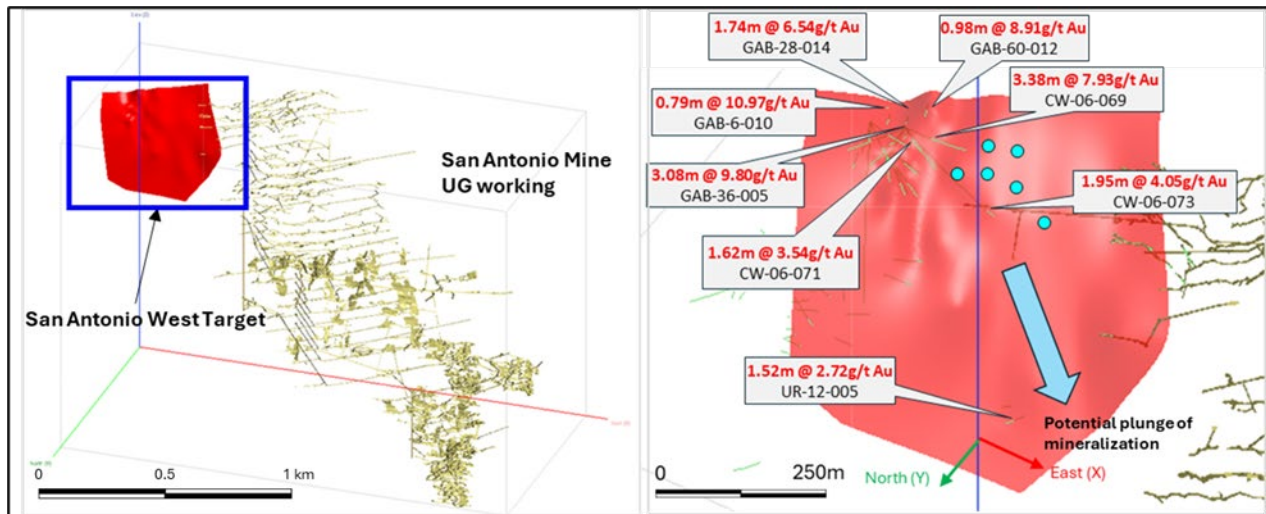 San Antonio Mine
UG working
San Antonio West Target
0
0.5
1 km
1.74m @ 6.54g/t Au
GAB-28-014
0.98m @ 8.91g/t Au
GAB-60-012
3.38m @ 7.93g/t Au
CW-06-069
0.79m @ 10.97g/t Au
GAB-6-010
3.08m @ 9.80g/t Au
GAB-36-005
1.95m @ 4.05g/t Au
CW-06-073
1.62m @ 3.54g/t Au
CW-06-071
1.52m @ 2.72g/t Au
UR-12-005
Potential plunge of
mineralization
North (Y)
East (X)
0
250m